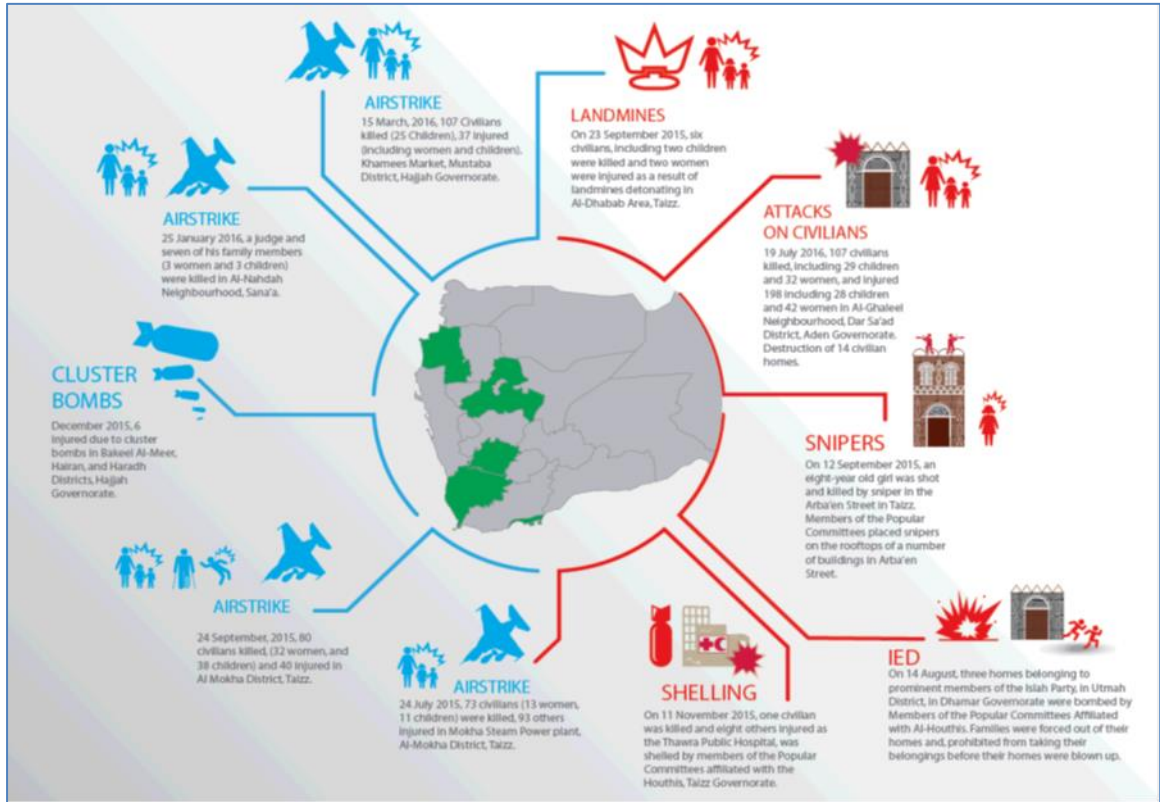 AIRSTRIKE
15 March, 2016, 107 Civilians
killed (25 Children), 37 injured
(including women and children).
Khamees Market, Mustaba
District, Hajjah Governorate.
LANDMINES
On 23 September 2015, six
civilians, including two children
were killed and two women
were injured as a result of
landmines detonating in
Al-Dhabab Area, Taizz.
ATTACKS
ON CIVILIANS
19 July 2016, 107 civilians
killed, including 29 children
and 32 women, and injured
198 including 28 children
and 42 women in Al-Ghaleel
Neighbourhood, Dar Sa'ad
District, Aden Governorate.
Destruction of 14 civilian
homes.
AIRSTRIKE
25 January 2016, a judge and
seven of his family members
(3 women and 3 children)
were killed in Al-Nahdah
Neighbourhood, Sana'a.
CLUSTER
BOMBS
December 2015, 6
injured due to cluster
bombs in Bakeel Al-Meer,
Hairan, and Haradh
Districts, Hajjah
Governorate.
SNIPERS
On 12 September 2015, an
eight-year old girl was shot
and killed by sniper in the
Arba'en Street in Taizz.
Members of the Popular
Committees placed snipers
on the rooftops of a number
of buildings in Arba'en
Street.
AIRSTRIKE
24 September, 2015, 80
civilians killed, (32 women, and
38 children) and 40 injured in
Al Mokha District, Taizz.
AIRSTRIKE
24 July 2015, 73 civilians (13 women,
11 children) were killed, 93 others
injured in Mokha Steam Power plant,
Al-Mokha District, Taizz.
SHELLING
On 11 November 2015, one civilian
was killed and eight others injured as
the Thawra Public Hospital, was
shelled by members of the Popular
Committees affiliated with the
Houthis, Taizz Governorate.
IED
On 14 August, three homes belonging to
prominent members of the Islah Party, in Utmah
District, in Dhamar Governorate were bombed by
Members of the Popular Committees Affiliated
with Al-Houthis. Families were forced out of their
homes and, prohibited from taking their
belongings before their homes were blown up.